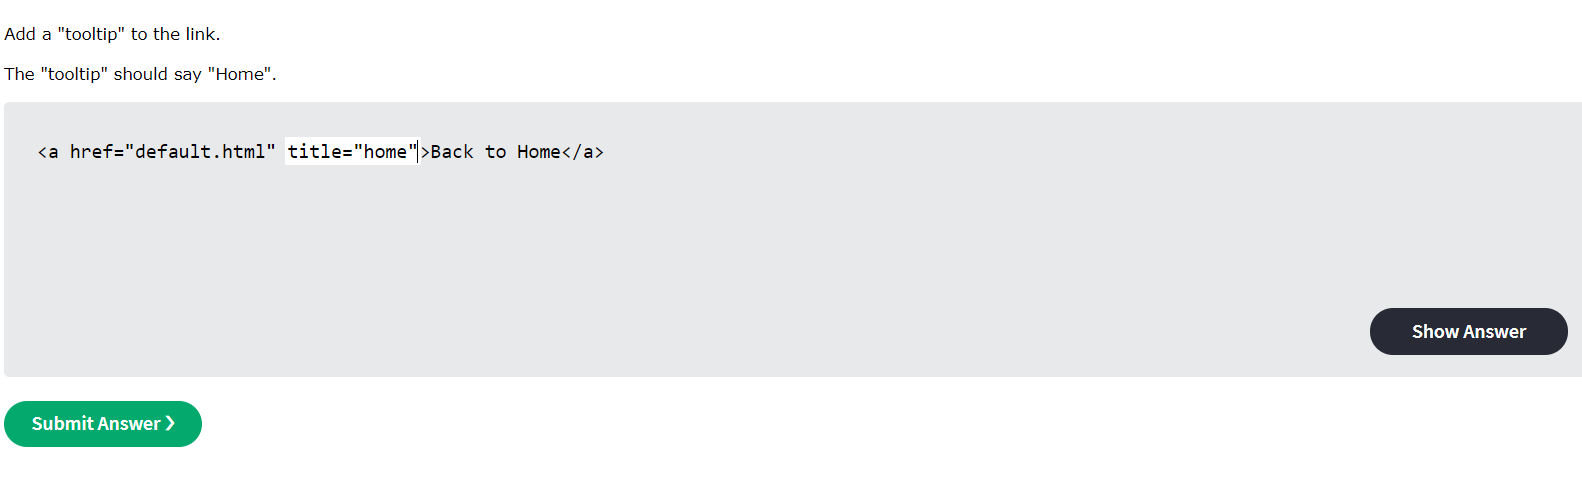 Add a "tooltip" to the link.
The "tooltip" should say "Home".
<a href="default.html" title="home">Back to Home</a>
Show Answer
Submit Answer ❯